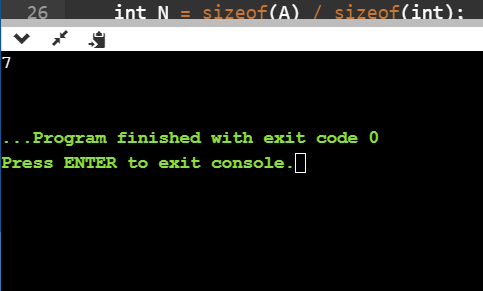 26 int N = sizeof(A) / sizeof(int);
7
...Program finished with exit code 0
Press ENTER to exit console.